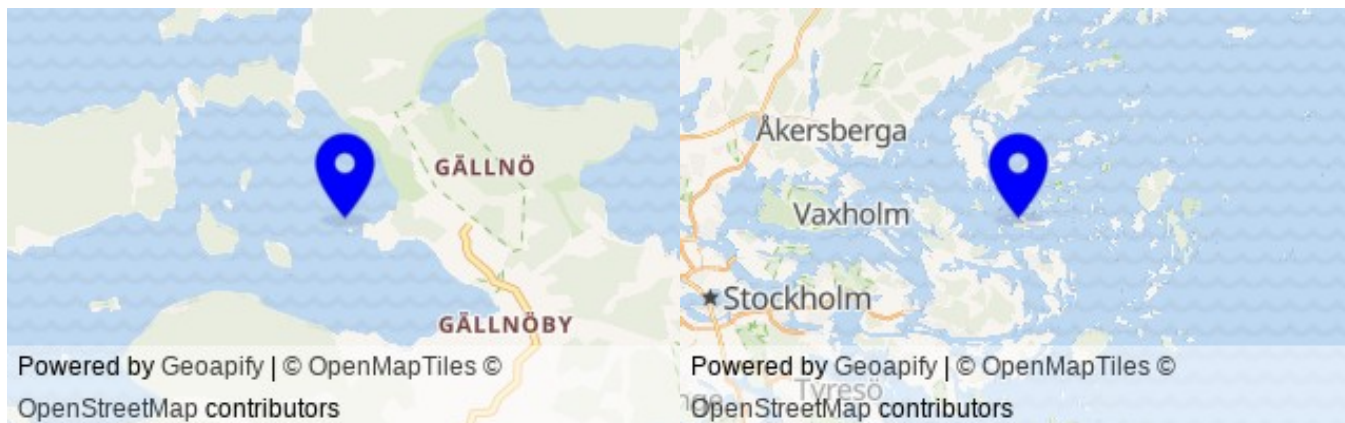 GÄLLNÖ
GÄLLNÖBY
Powered by Geoapify | © OpenMapTiles ©
OpenStreetMap contributors
Åkersberga
Vaxholm
Stockholm
Tyresö
Powered by Geoapify | © OpenMapTiles ©
OpenStreetMap contributors